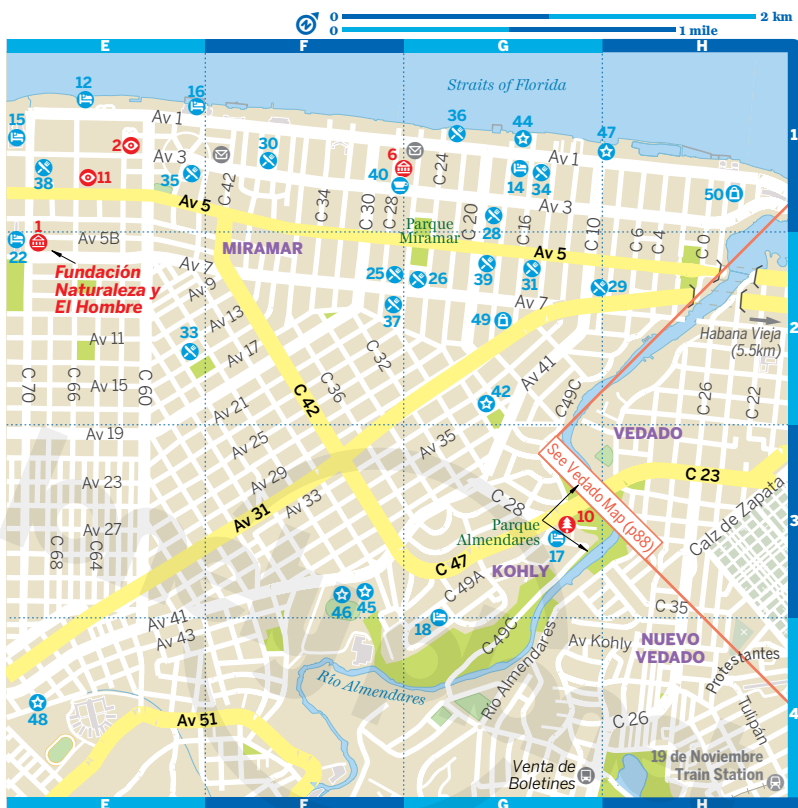 0
2 km
0
1 mile
E
F
G
H
Straits of Florida
12
16
36
44
47
15
Av 1
2
30
6
Av 1
1
38
11
Av 3
35
C 42
40
C 24
14
34
50
C 34
C 30
C 28
C 20
C 16
Av 3
C 10
C 6
C 4
C 0
Av 5
28
1
22
Av 5B
MIRAMAR
Parque
Miramar
Av 5
Fundación
Naturaleza y
El Hombre
Av 7
Av 9
25
26
39
31
29
Av 13
37
49
Av 7
2
Habana Vieja
(5.5km)
Av 11
33
Av 17
C 32
Av 41
C 70
C 66
Av 15
C 60
C 42
C 36
42
C49C
C 26
C 22
Av 21
Av 19
Av 25
Av 35
VEDADO
See Vedado Map (p88)
C 23
Av 23
Av 29
Av 33
C 28
10
Calz de Zapata
3
Av 27
Av 31
Parque
Almendares
17
C 68
C64
C 47
KOHLY
C 49A
46
45
C 35
Av 41
Av 43
18
C49C
Av Kohly
NUEVO
VEDADO
Río Almendares
Río Almendares
Protestantes
48
Av 51
C 26
Tulipán
4
Venta de
Boletines
19 de Noviembre
Train Station
E
F
G
H